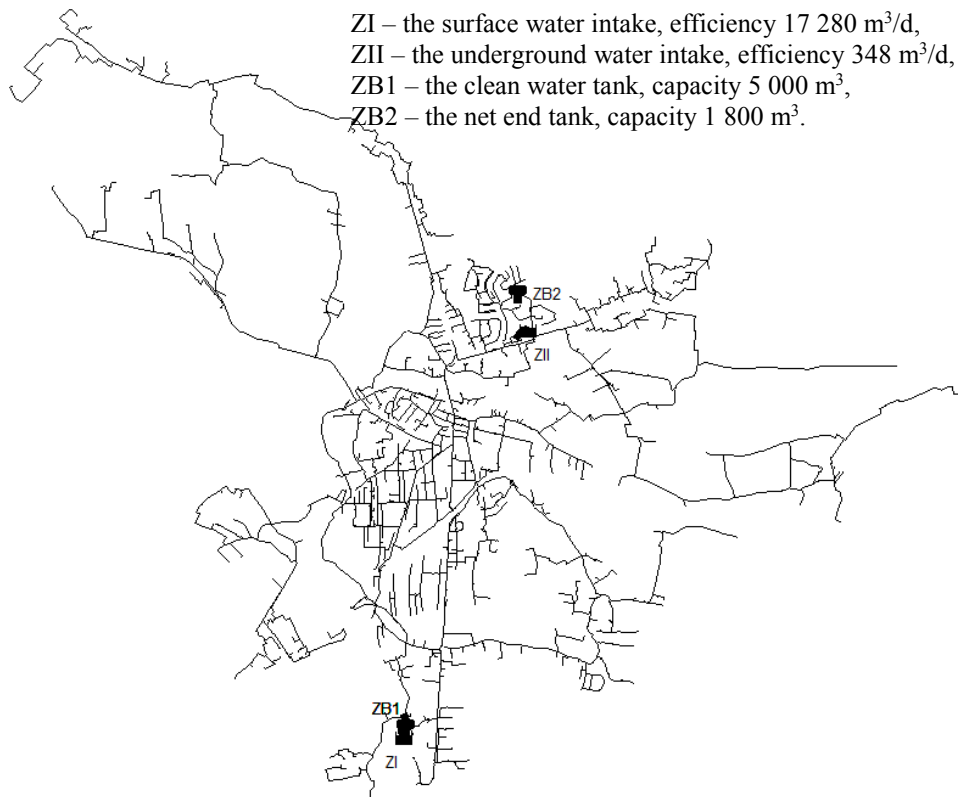 ZI – the surface water intake, efficiency 17 280 m³/d,
ZII – the underground water intake, efficiency 348 m³/d,
ZB1 – the clean water tank, capacity 5 000 m³,
ZB2 – the net end tank, capacity 1 800 m³.
ZB2
ZII
ZB1
ZI